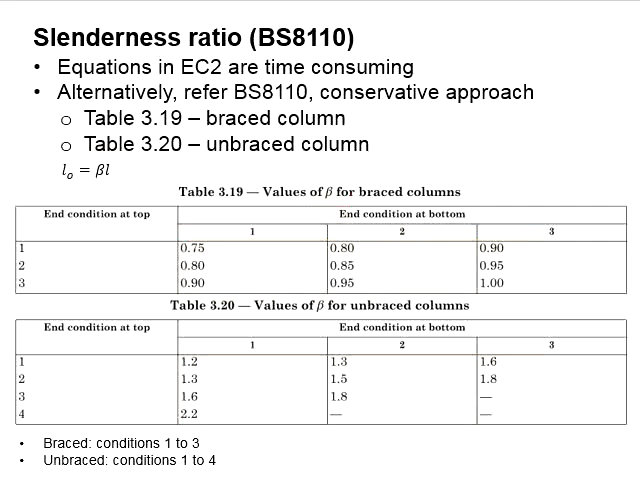 Slenderness ratio (BS8110)
• Equations in EC2 are time consuming
• Alternatively, refer BS8110, conservative approach
o Table 3.19 – braced column
o Table 3.20 – unbraced column
lₒ = βl
Table 3.19 — Values of β for braced columns
End condition at top End condition at bottom
1 2 3
1 0.75 0.80 0.90
2 0.80 0.85 0.95
3 0.90 0.95 1.00
Table 3.20 — Values of β for unbraced columns
End condition at top End condition at bottom
1 2 3
1 1.2 1.3 1.6
2 1.3 1.5 1.8
3 1.6 1.8 —
4 2.2 — —
• Braced: conditions 1 to 3
• Unbraced: conditions 1 to 4